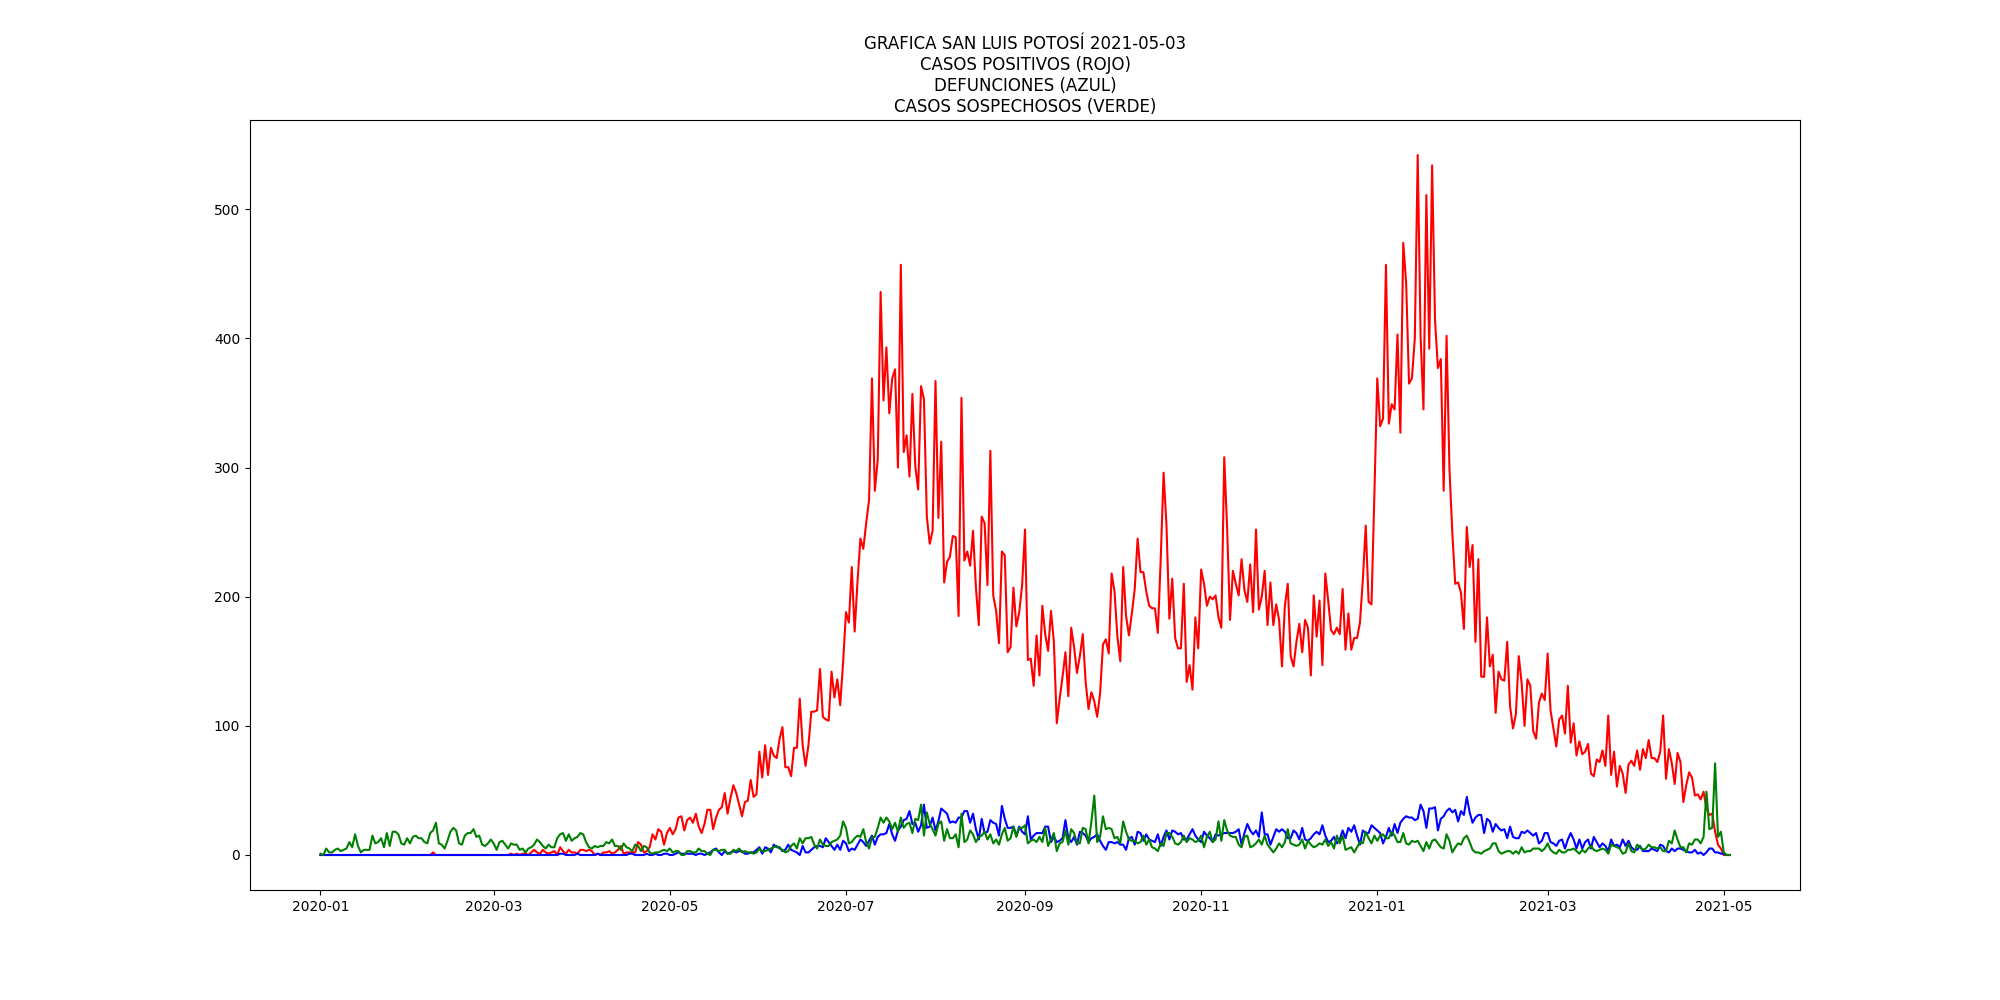 GRAFICA SAN LUIS POTOSÍ 2021-05-03
CASOS POSITIVOS (ROJO)
DEFUNCIONES (AZUL)
CASOS SOSPECHOSOS (VERDE)
500
400
300
200
100
0
2020-01 2020-03 2020-05 2020-07 2020-09 2020-11 2021-01 2021-03 2021-05